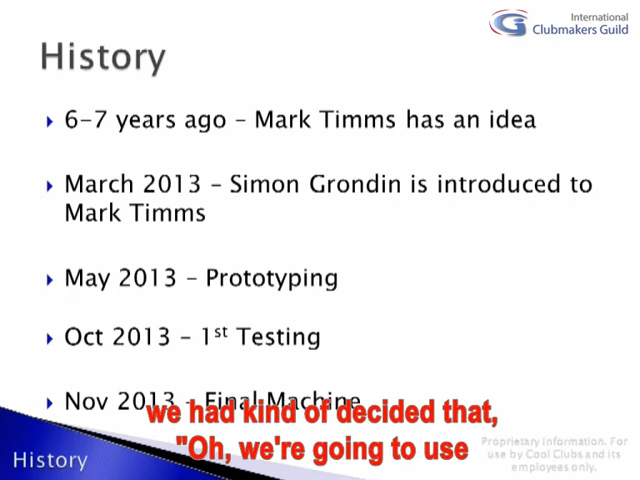 International
Clubmakers Guild
History
6-7 years ago – Mark Timms has an idea
March 2013 – Simon Grondin is introduced to
Mark Timms
May 2013 – Prototyping
Oct 2013 – 1st Testing
Nov 2013 – Final Machine
we had kind of decided that,
"Oh, we're going to use
History
Proprietary Information. For
use by Cool Clubs and its
employees only.